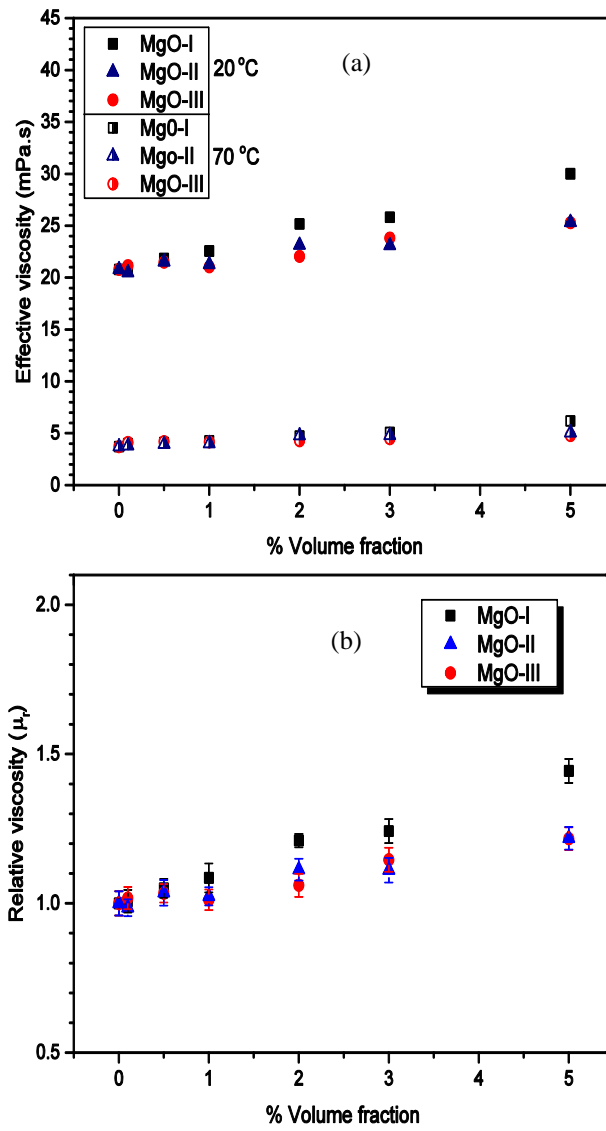 45
40
35
30
25
20
15
10
5
0
Effective viscosity (mPa.s)
MgO-I
MgO-II 20 °C
MgO-III
Mg0-I
Mgo-II 70 °C
MgO-III
(a)
0 1 2 3 4 5
% Volume fraction
2.0
1.5
1.0
0.5
Relative viscosity (μr)
MgO-I
MgO-II
MgO-III
(b)
0 1 2 3 4 5
% Volume fraction